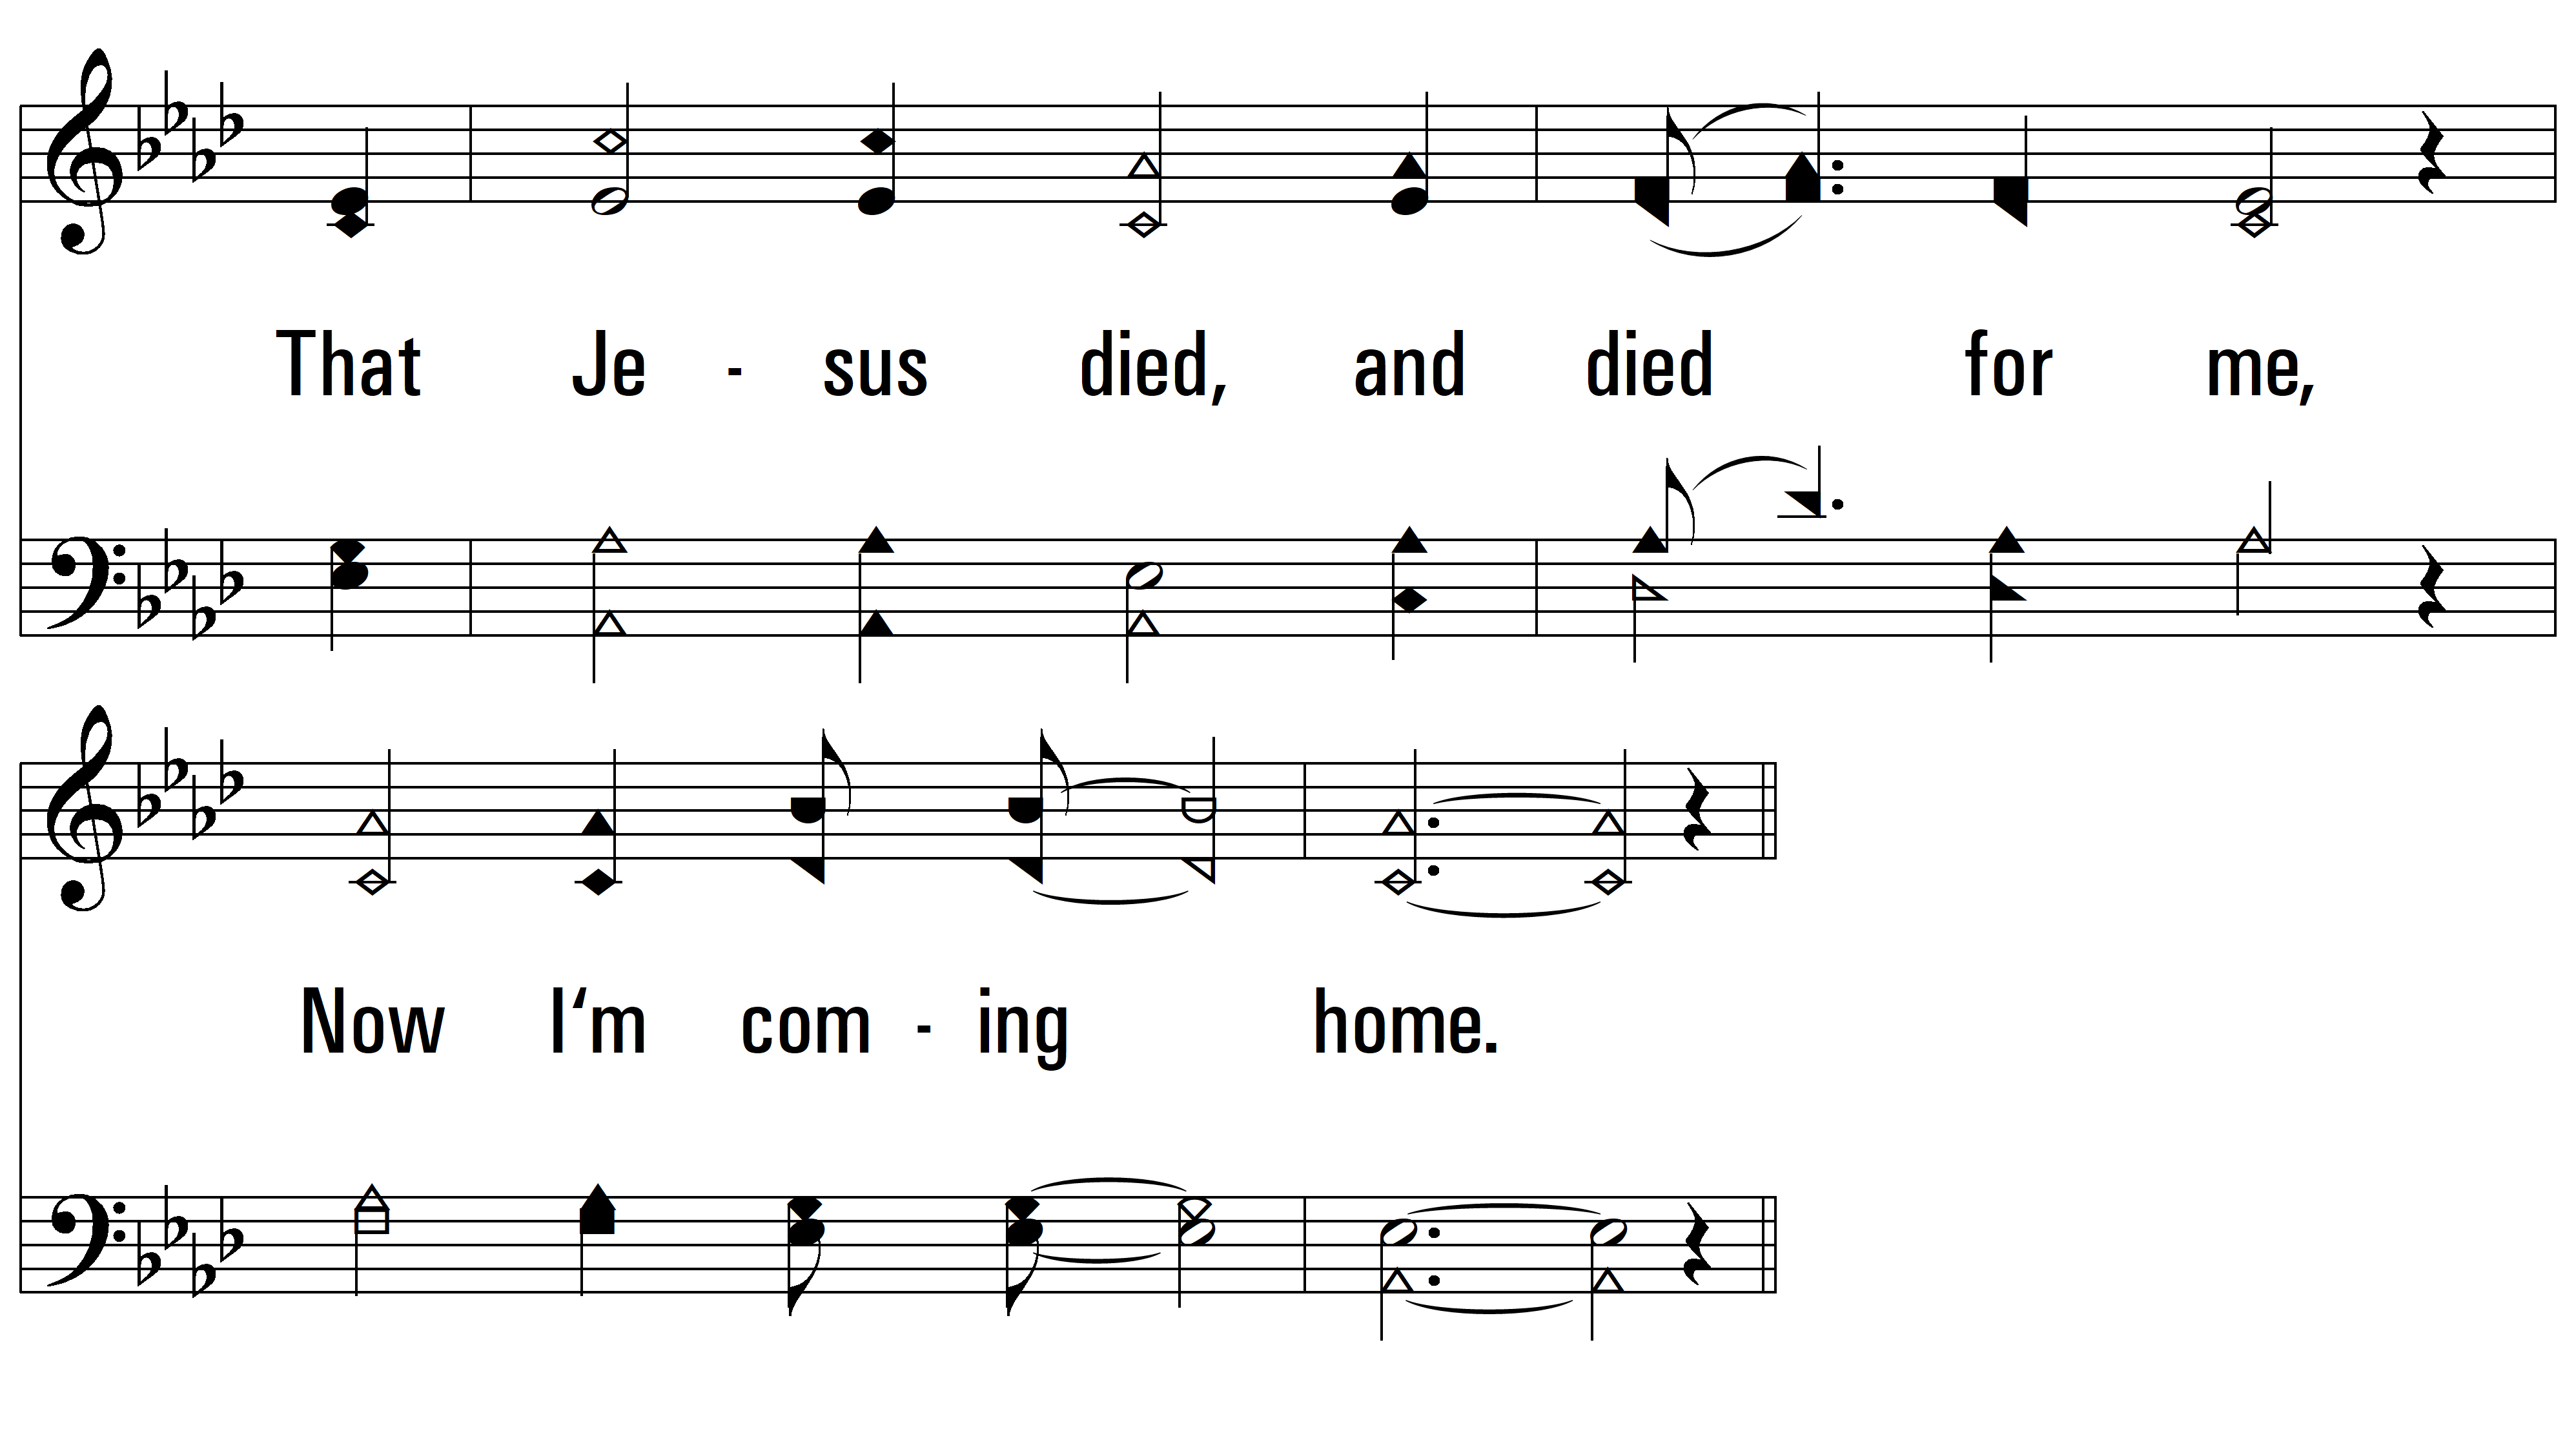 That Je - sus died, and died for me,
Now I‘m com - ing home.